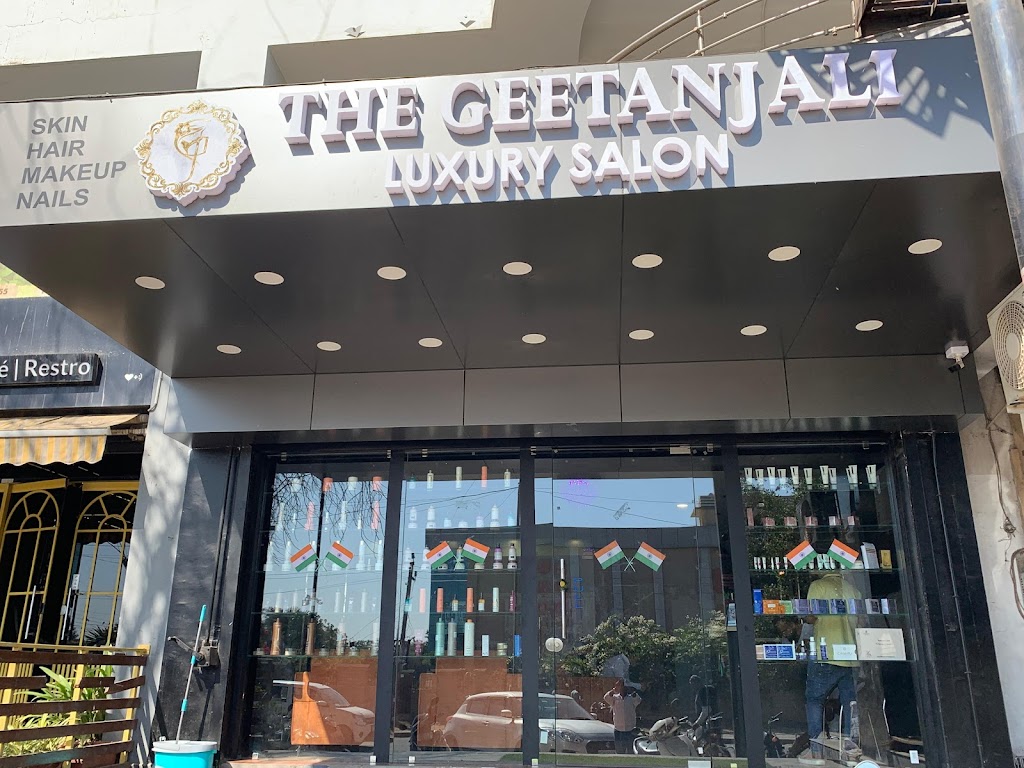 SKIN
HAIR
MAKEUP
NAILS
THE GEETANJALI
LUXURY SALON
é | Restro